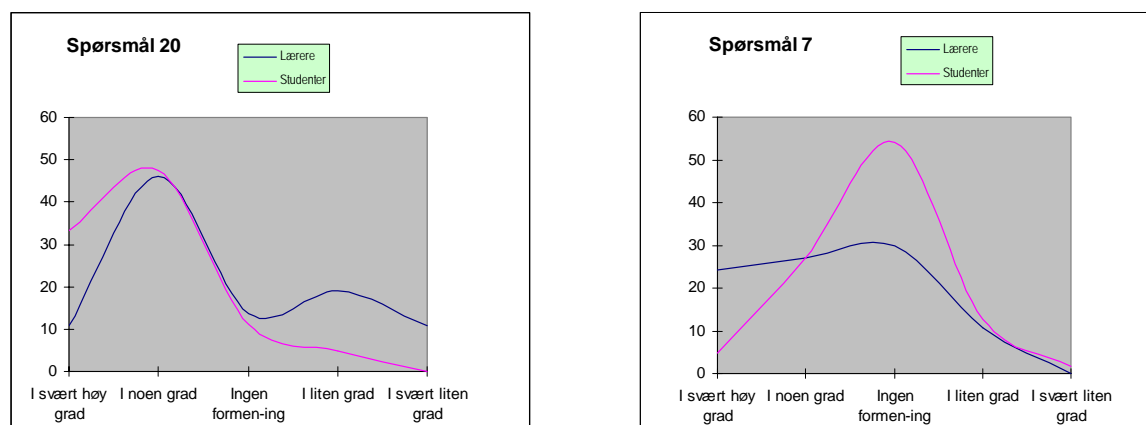 Spørsmål 20
Lærere
Studenter
60
50
40
30
20
10
0
I svært høy grad
I noen grad
Ingen formen-ing
I liten grad
I svært liten grad
Spørsmål 7
Lærere
Studenter
60
50
40
30
20
10
0
I svært høy grad
I noen grad
Ingen formen-ing
I liten grad
I svært liten grad